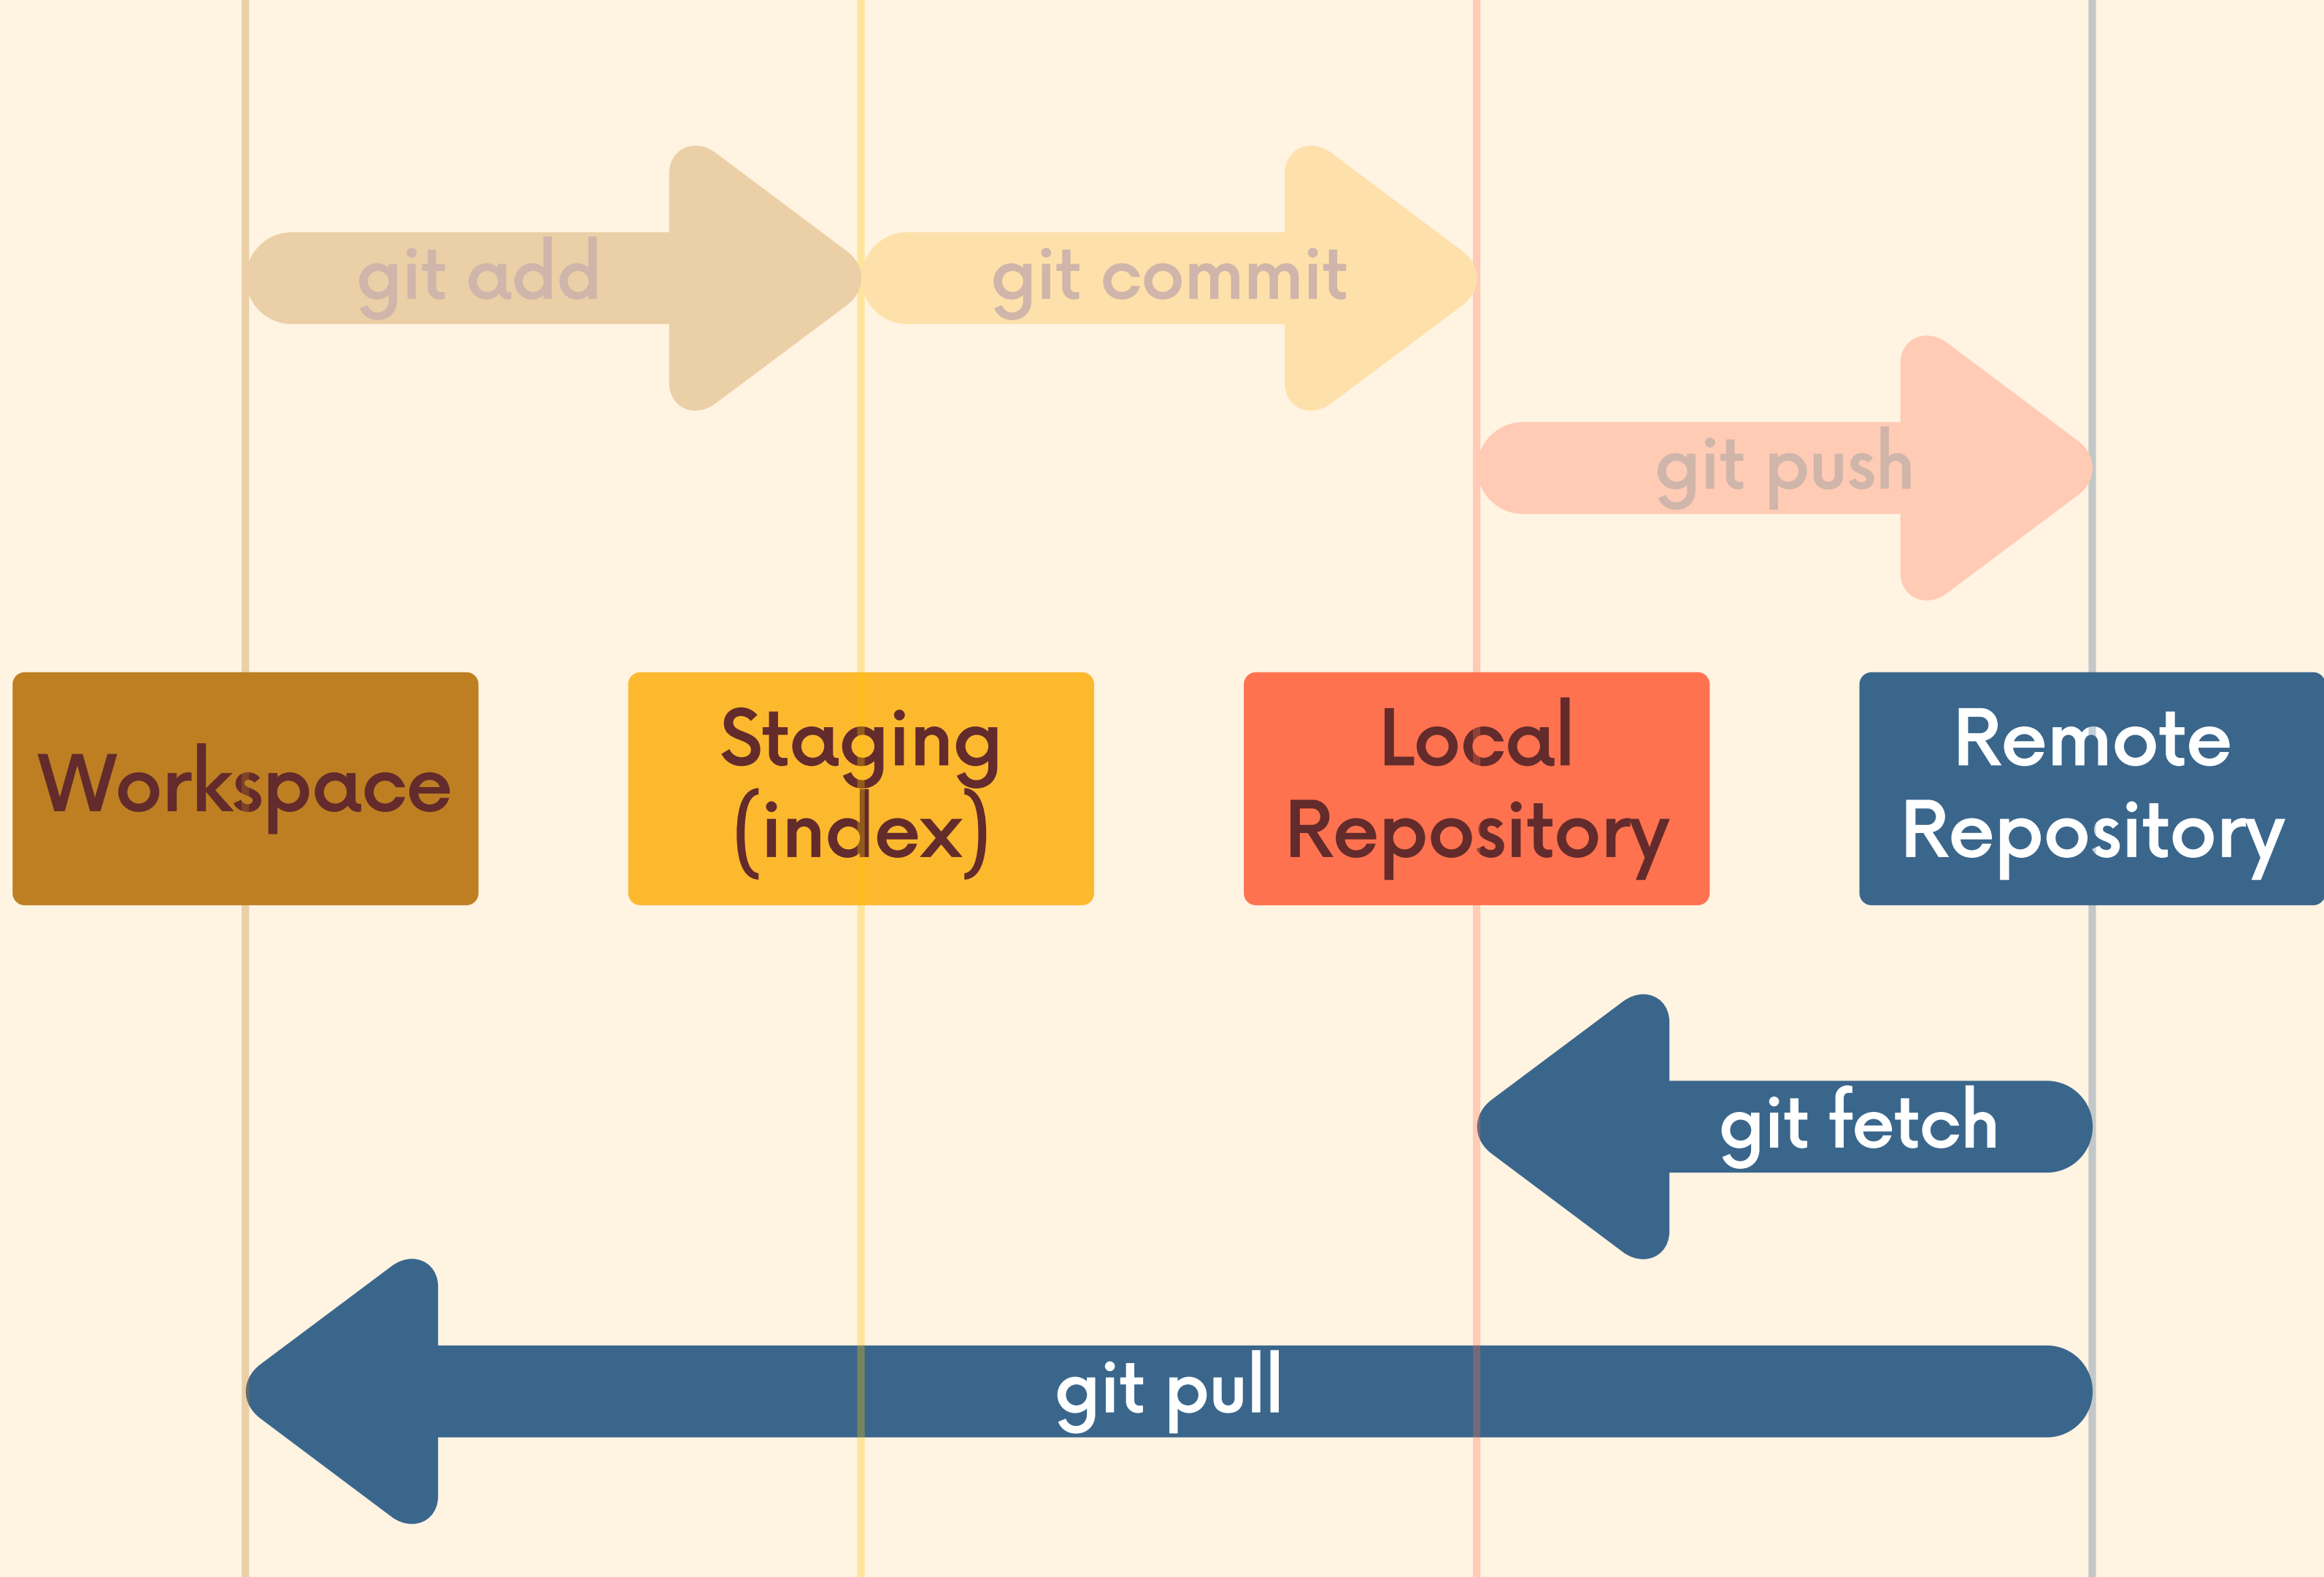 git add
git commit
git push
Workspace
Staging
(index)
Local
Repository
Remote
Repository
git fetch
git pull